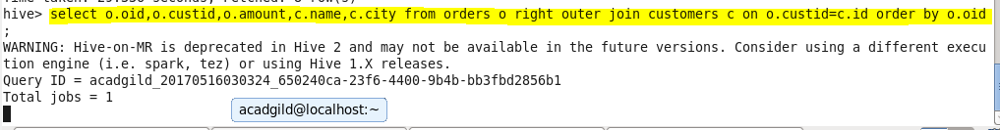 hive> select o.oid,o.custid,o.amount,c.name,c.city from orders o right outer join customers c on o.custid=c.id order by o.oid
;
WARNING: Hive-on-MR is deprecated in Hive 2 and may not be available in the future versions. Consider using a different execu
tion engine (i.e. spark, tez) or using Hive 1.X releases.
Query ID = acadgild_20170516030324_650240ca-23f6-4400-9b4b-bb3fbd2856b1
Total jobs = 1
acadgild@localhost:~